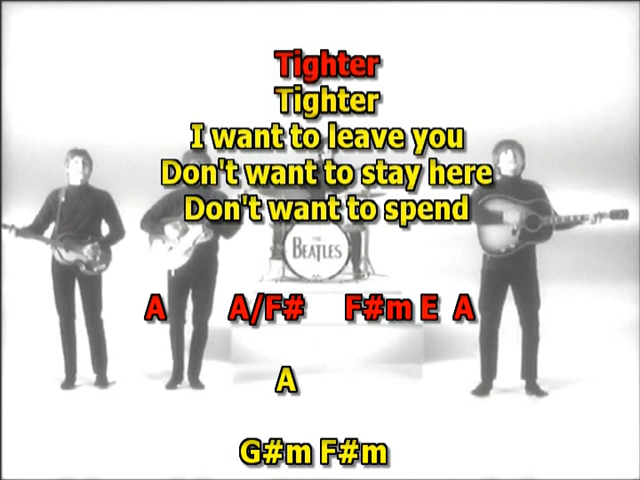 Tighter
Tighter
I want to leave you
Don't want to stay here
Don't want to spend
THE
BEATLES
A A/F# F#m E A
A
G#m F#m